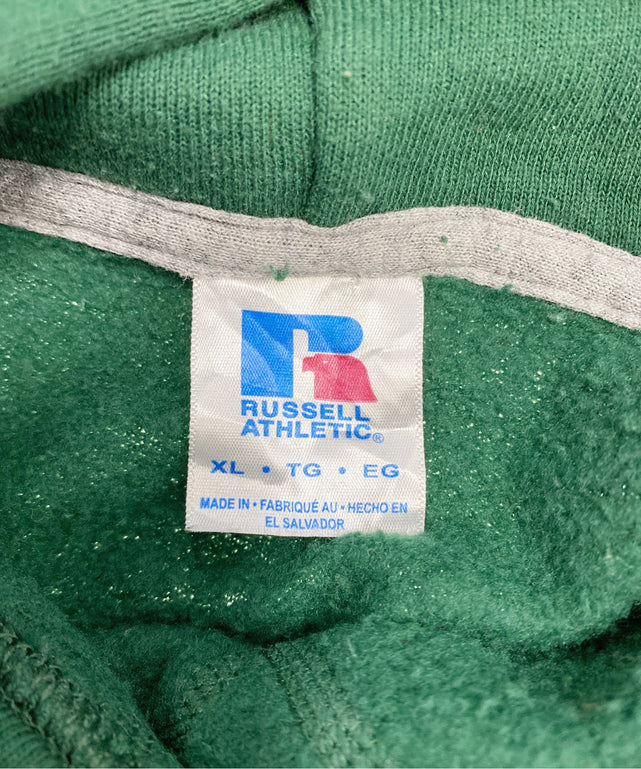 RUSSELL
ATHLETIC®
XL • TG • EG
MADE IN • FABRIQUÉ AU • HECHO EN
EL SALVADOR